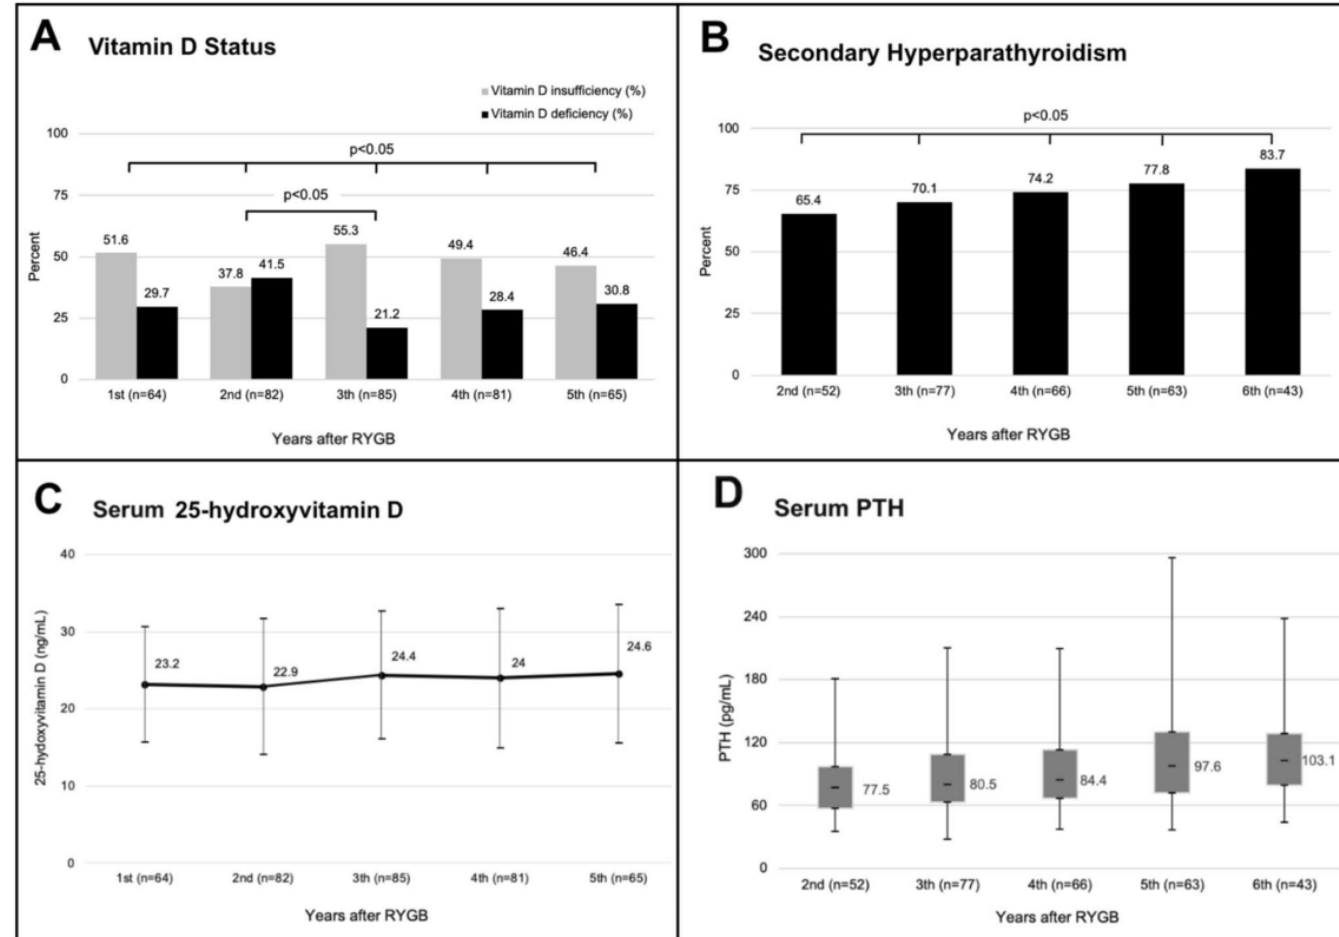 A Vitamin D Status
Vitamin D insufficiency (%)
Vitamin D deficiency (%)
100
75
50
25
0
Percent
p<0.05
p<0.05
51.6
29.7
37.8
41.5
55.3
21.2
49.4
28.4
46.4
30.8
1st (n=64) 2nd (n=82) 3th (n=85) 4th (n=81) 5th (n=65)
Years after RYGB
B Secondary Hyperparathyroidism
100
75
50
25
0
Percent
p<0.05
65.4
70.1
74.2
77.8
83.7
2nd (n=52) 3th (n=77) 4th (n=66) 5th (n=63) 6th (n=43)
Years after RYGB
C Serum 25-hydroxyvitamin D
40
30
20
10
0
25-hydroxyvitamin D (ng/mL)
23.2
22.9
24.4
24
24.6
1st (n=64) 2nd (n=82) 3th (n=85) 4th (n=81) 5th (n=65)
Years after RYGB
D Serum PTH
300
240
180
120
60
0
PTH (pg/mL)
77.5
80.5
84.4
97.6
103.1
2nd (n=52) 3th (n=77) 4th (n=66) 5th (n=63) 6th (n=43)
Years after RYGB